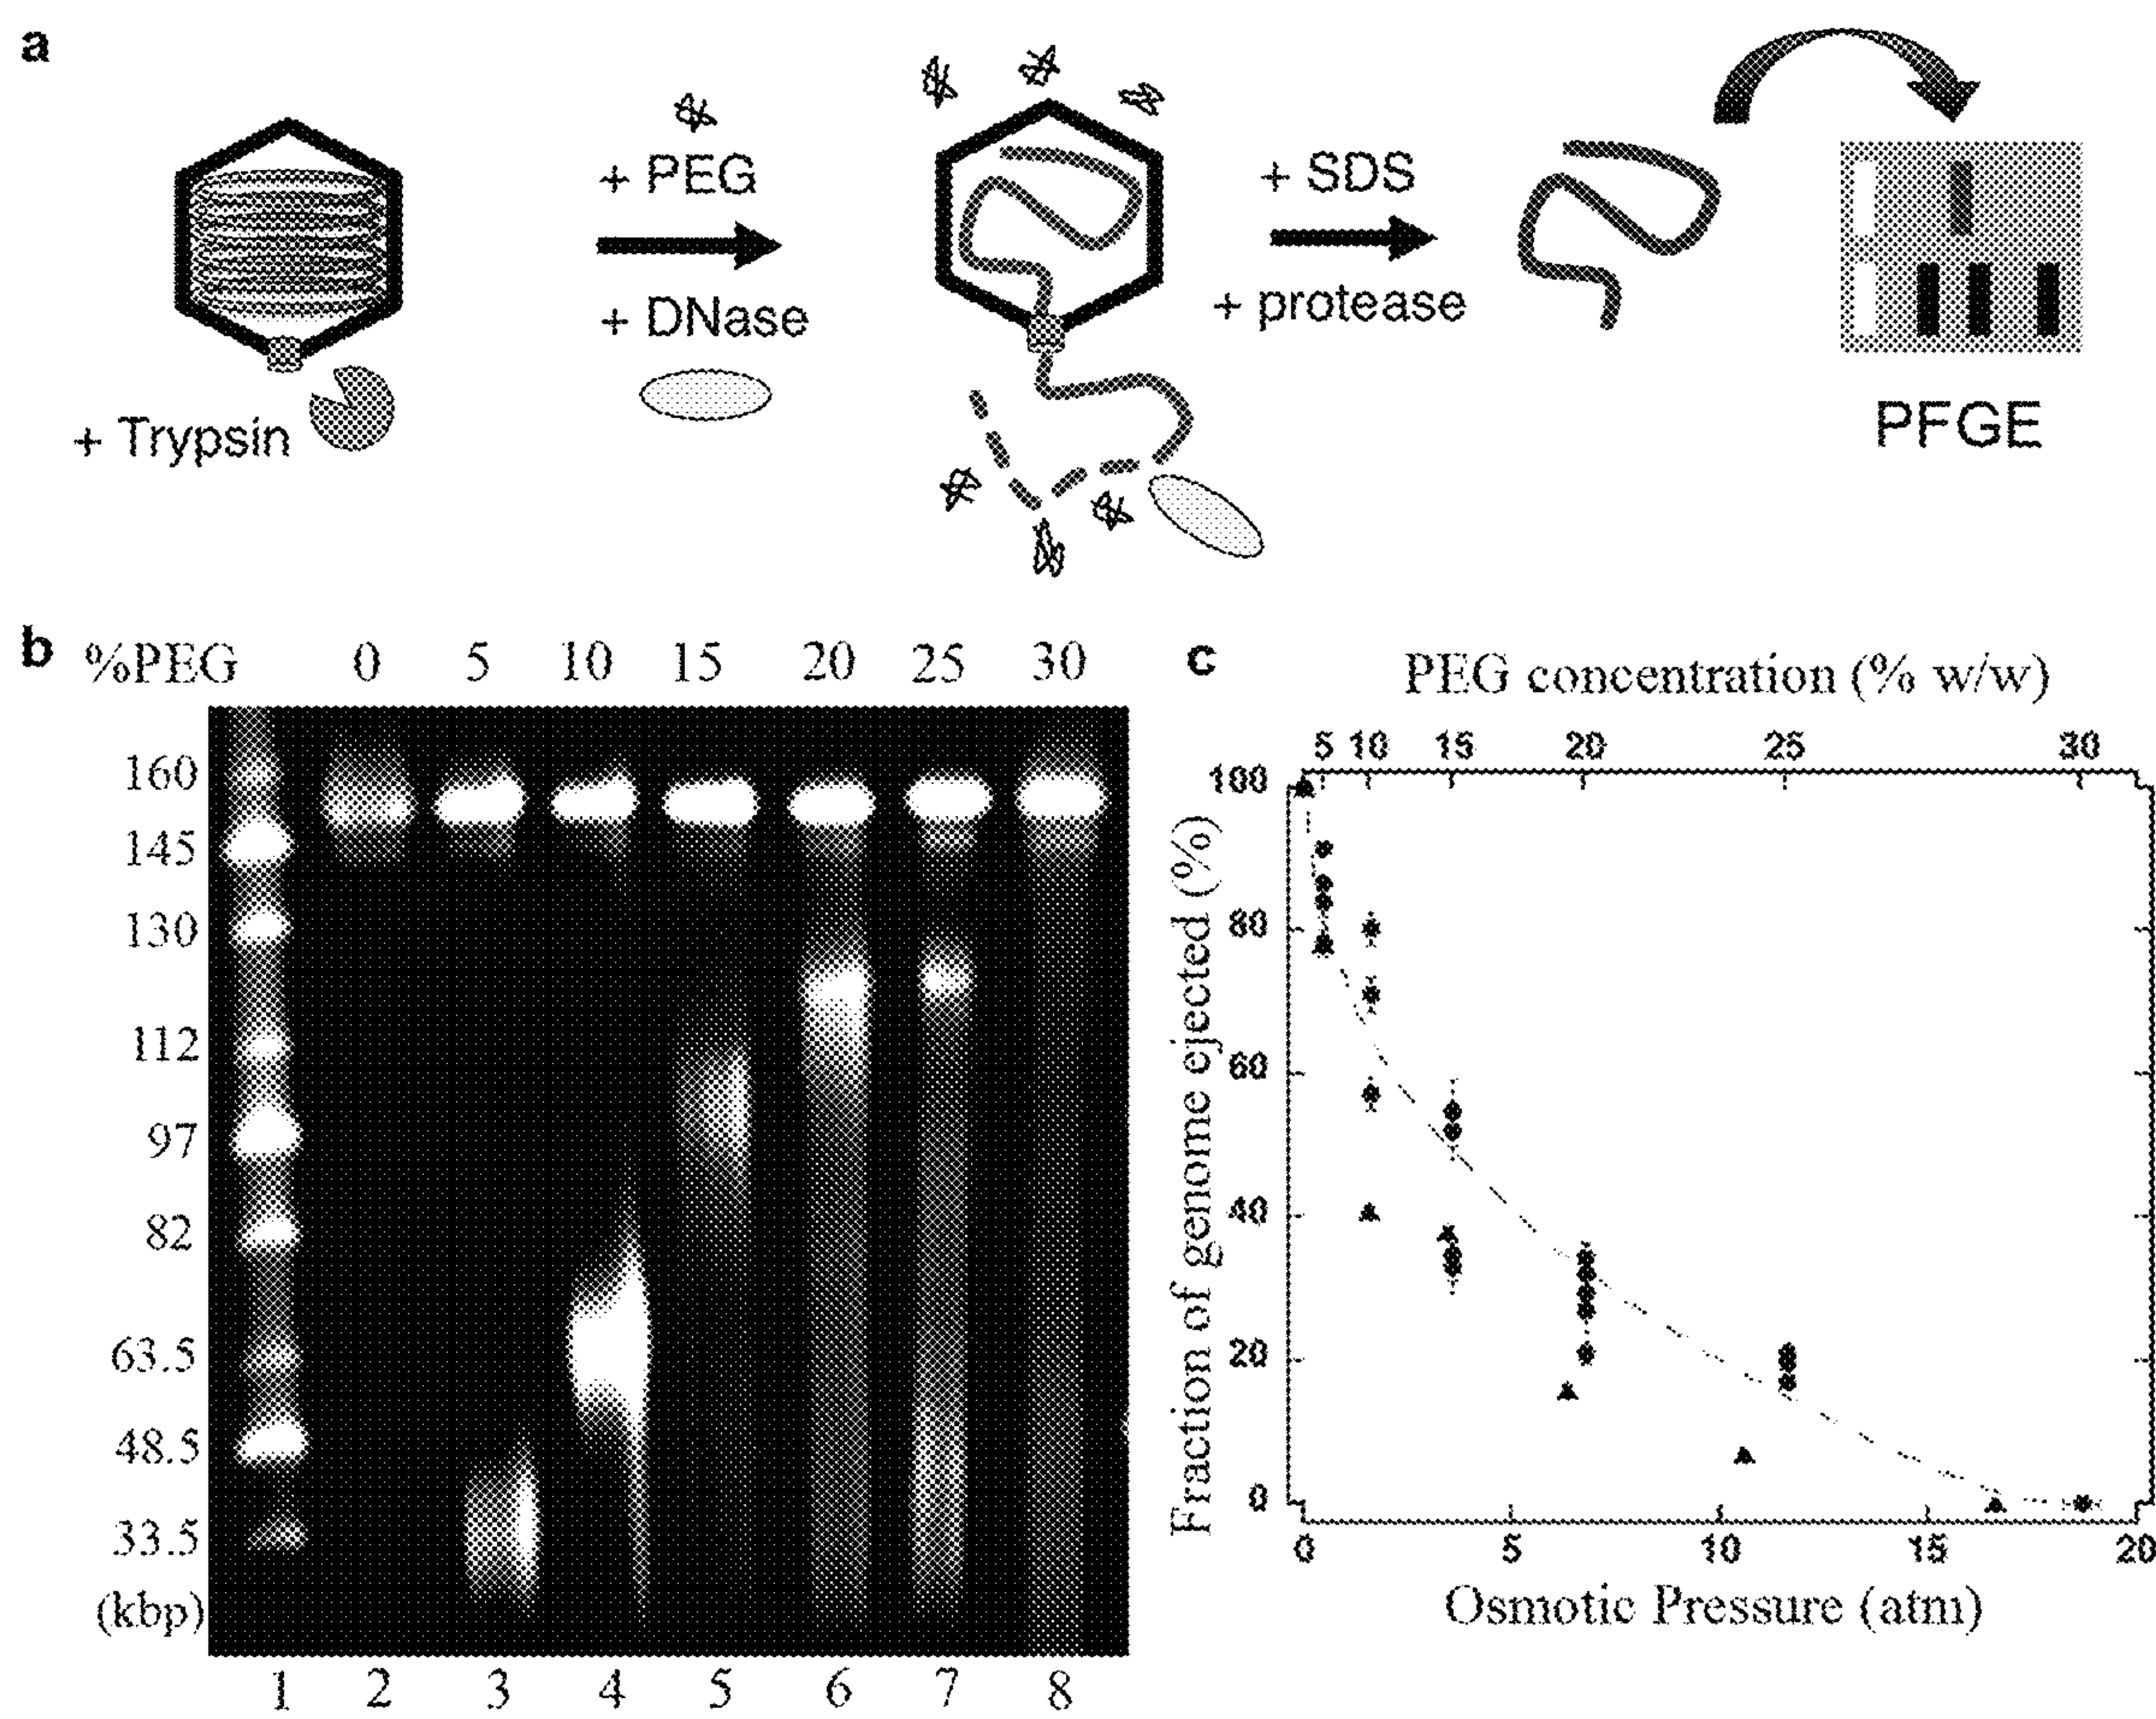 a
+ Trypsin
+ PEG
+ DNase
+ SDS
+ protease
PFGE
b
%PEG 0 5 10 15 20 25 30
160
145
130
112
97
82
63.5
48.5
33.5
(kbp)
1 2 3 4 5 6 7 8
c
PEG concentration (% w/w)
5 10 15 20 25 30
Fraction of genome ejected (%)
100
80
60
40
20
0
0 5 10 15 20
Osmotic Pressure (atm)